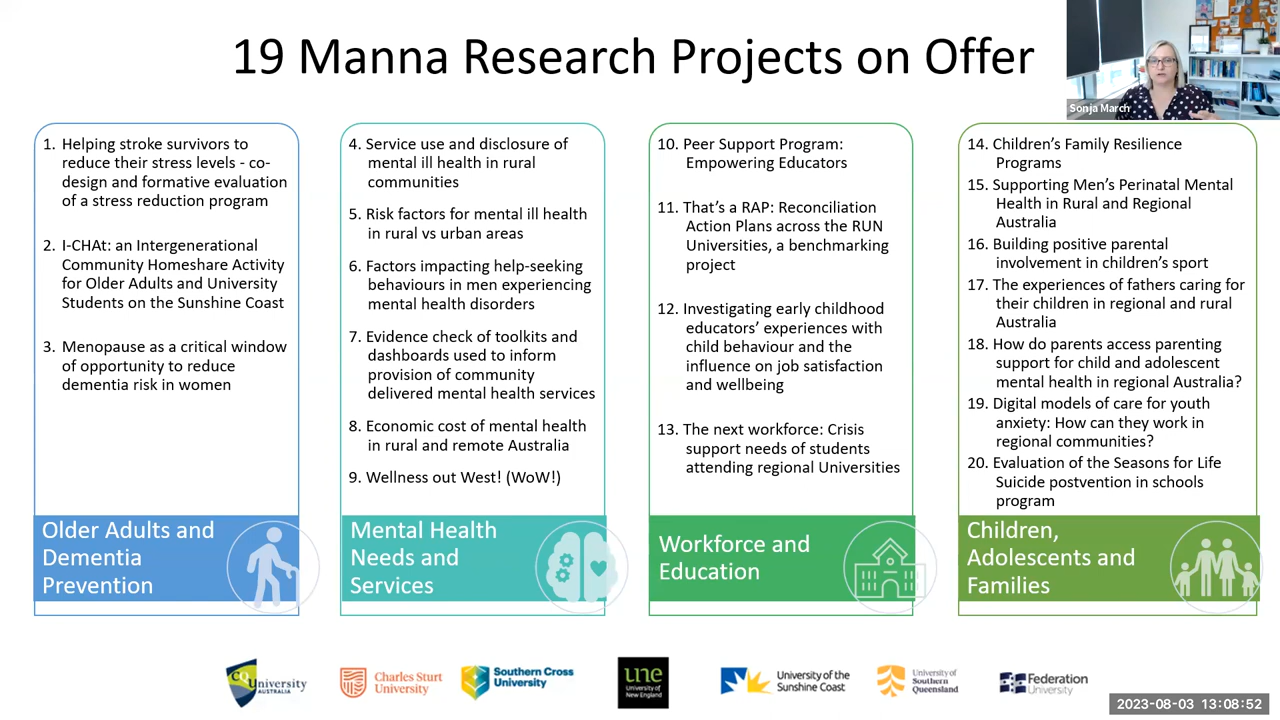 19 Manna Research Projects on Offer
Sonja March
1. Helping stroke survivors to
reduce their stress levels - co-
design and formative evaluation
of a stress reduction program
2. I-CHAt: an Intergenerational
Community Homeshare Activity
for Older Adults and University
Students on the Sunshine Coast
3. Menopause as a critical window
of opportunity to reduce
dementia risk in women
Older Adults and
Dementia
Prevention
4. Service use and disclosure of
mental ill health in rural
communities
5. Risk factors for mental ill health
in rural vs urban areas
6. Factors impacting help-seeking
behaviours in men experiencing
mental health disorders
7. Evidence check of toolkits and
dashboards used to inform
provision of community
delivered mental health services
8. Economic cost of mental health
in rural and remote Australia
9. Wellness out West! (WoW!)
Mental Health
Needs and
Services
10. Peer Support Program:
Empowering Educators
11. That's a RAP: Reconciliation
Action Plans across the RUN
Universities, a benchmarking
project
12. Investigating early childhood
educators' experiences with
child behaviour and the
influence on job satisfaction
and wellbeing
13. The next workforce: Crisis
support needs of students
attending regional Universities
Workforce and
Education
14. Children's Family Resilience
Programs
15. Supporting Men's Perinatal Mental
Health in Rural and Regional
Australia
16. Building positive parental
involvement in children's sport
17. The experiences of fathers caring for
their children in regional and rural
Australia
18. How do parents access parenting
support for child and adolescent
mental health in regional Australia?
19. Digital models of care for youth
anxiety: How can they work in
regional communities?
20. Evaluation of the Seasons for Life
Suicide postvention in schools
program
Children,
Adolescents and
Families
CQUniversity
AUSTRALIA
Charles Sturt
University
Southern Cross
University
une
University of
New England
University of the
Sunshine Coast
University of
Southern
Queensland
Federation
University
2023-08-03 13:08:52